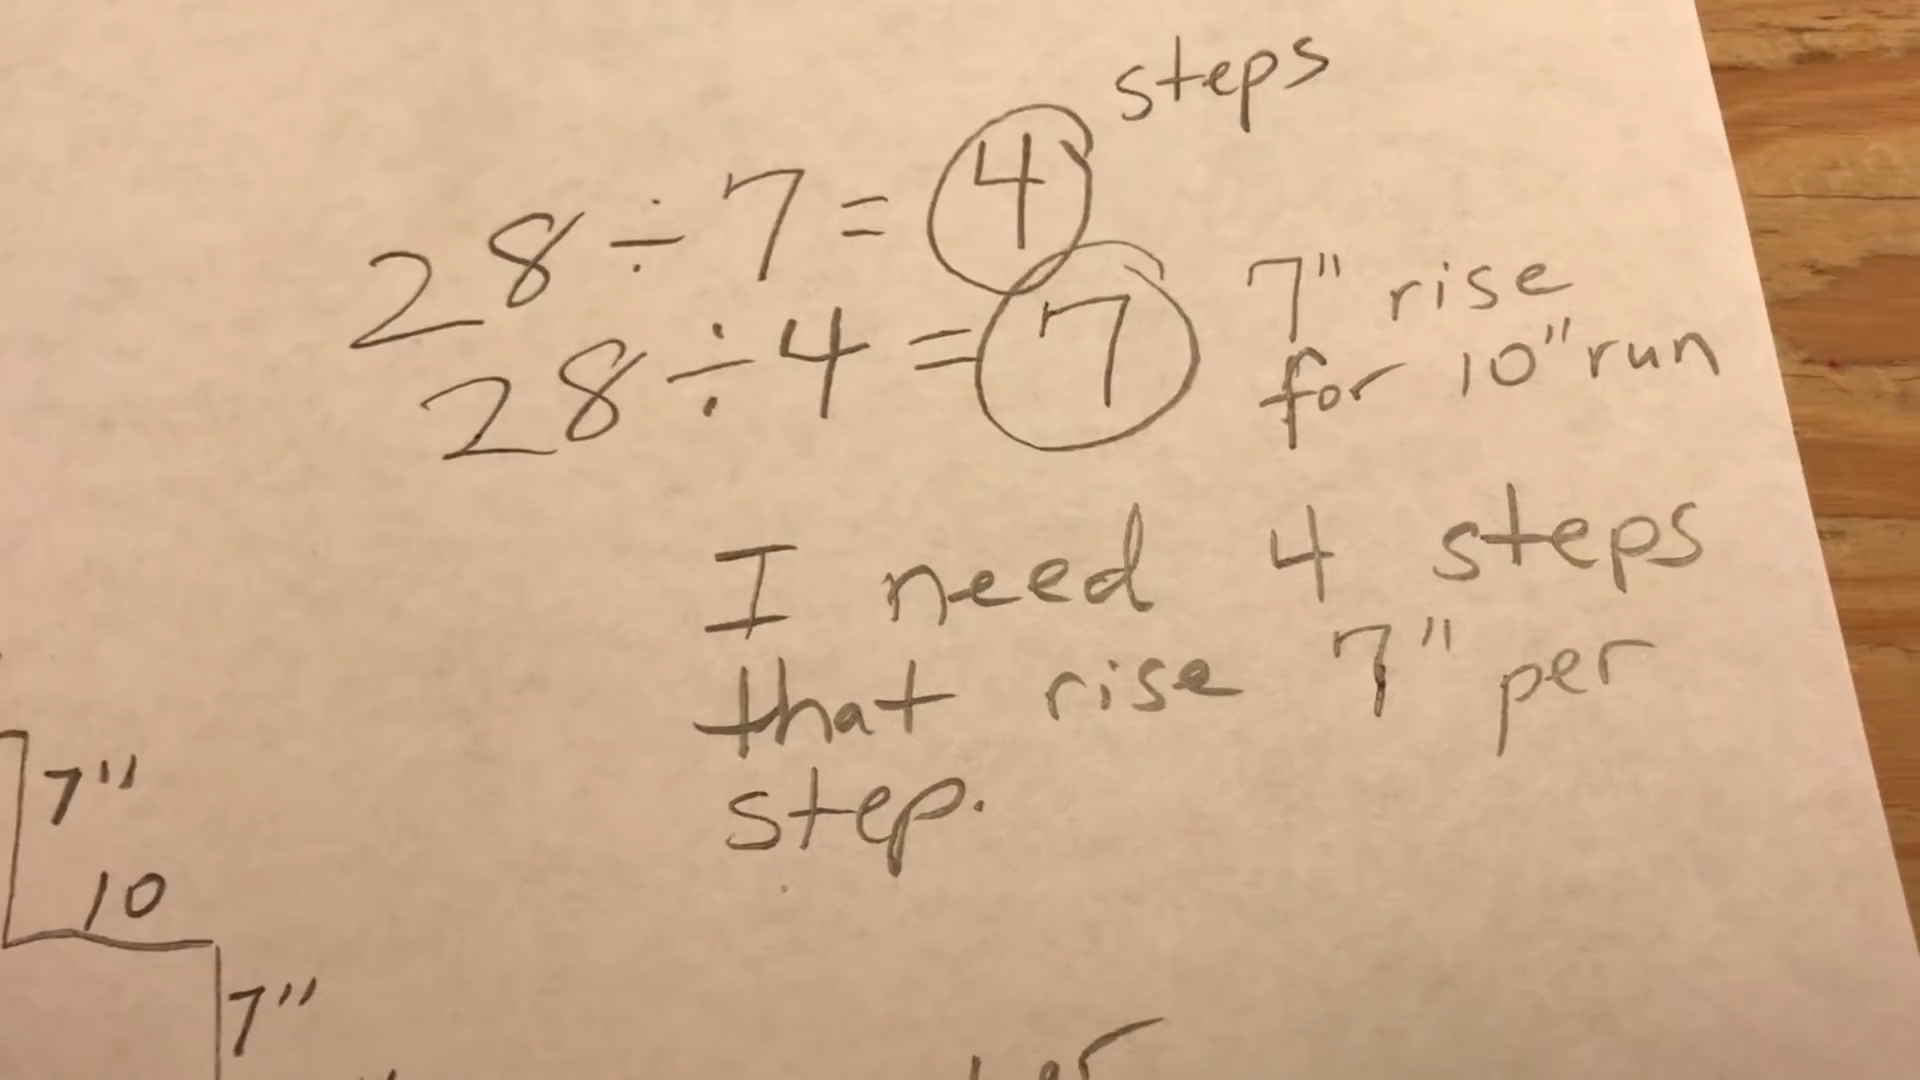 steps
28 ÷ 7 = 4
28 ÷ 4 = 7
7" rise
for 10" run
I need 4 steps
that rise 7" per
step.
7"
10
7"